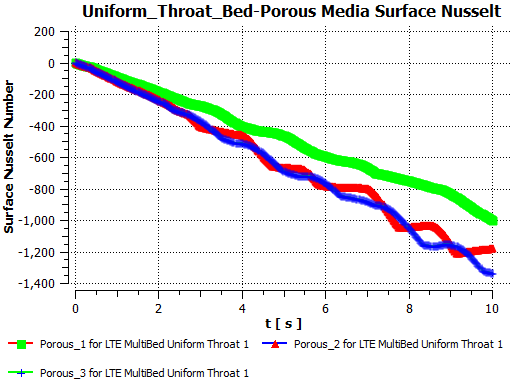 Uniform_Throat_Bed-Porous Media Surface Nusselt
Surface Nusselt Number
200
0
-200
-400
-600
-800
-1,000
-1,200
-1,400
0
2
4
6
8
10
t [ s ]
Porous_1 for LTE MultiBed Uniform Throat 1
Porous_2 for LTE MultiBed Uniform Throat 1
Porous_3 for LTE MultiBed Uniform Throat 1